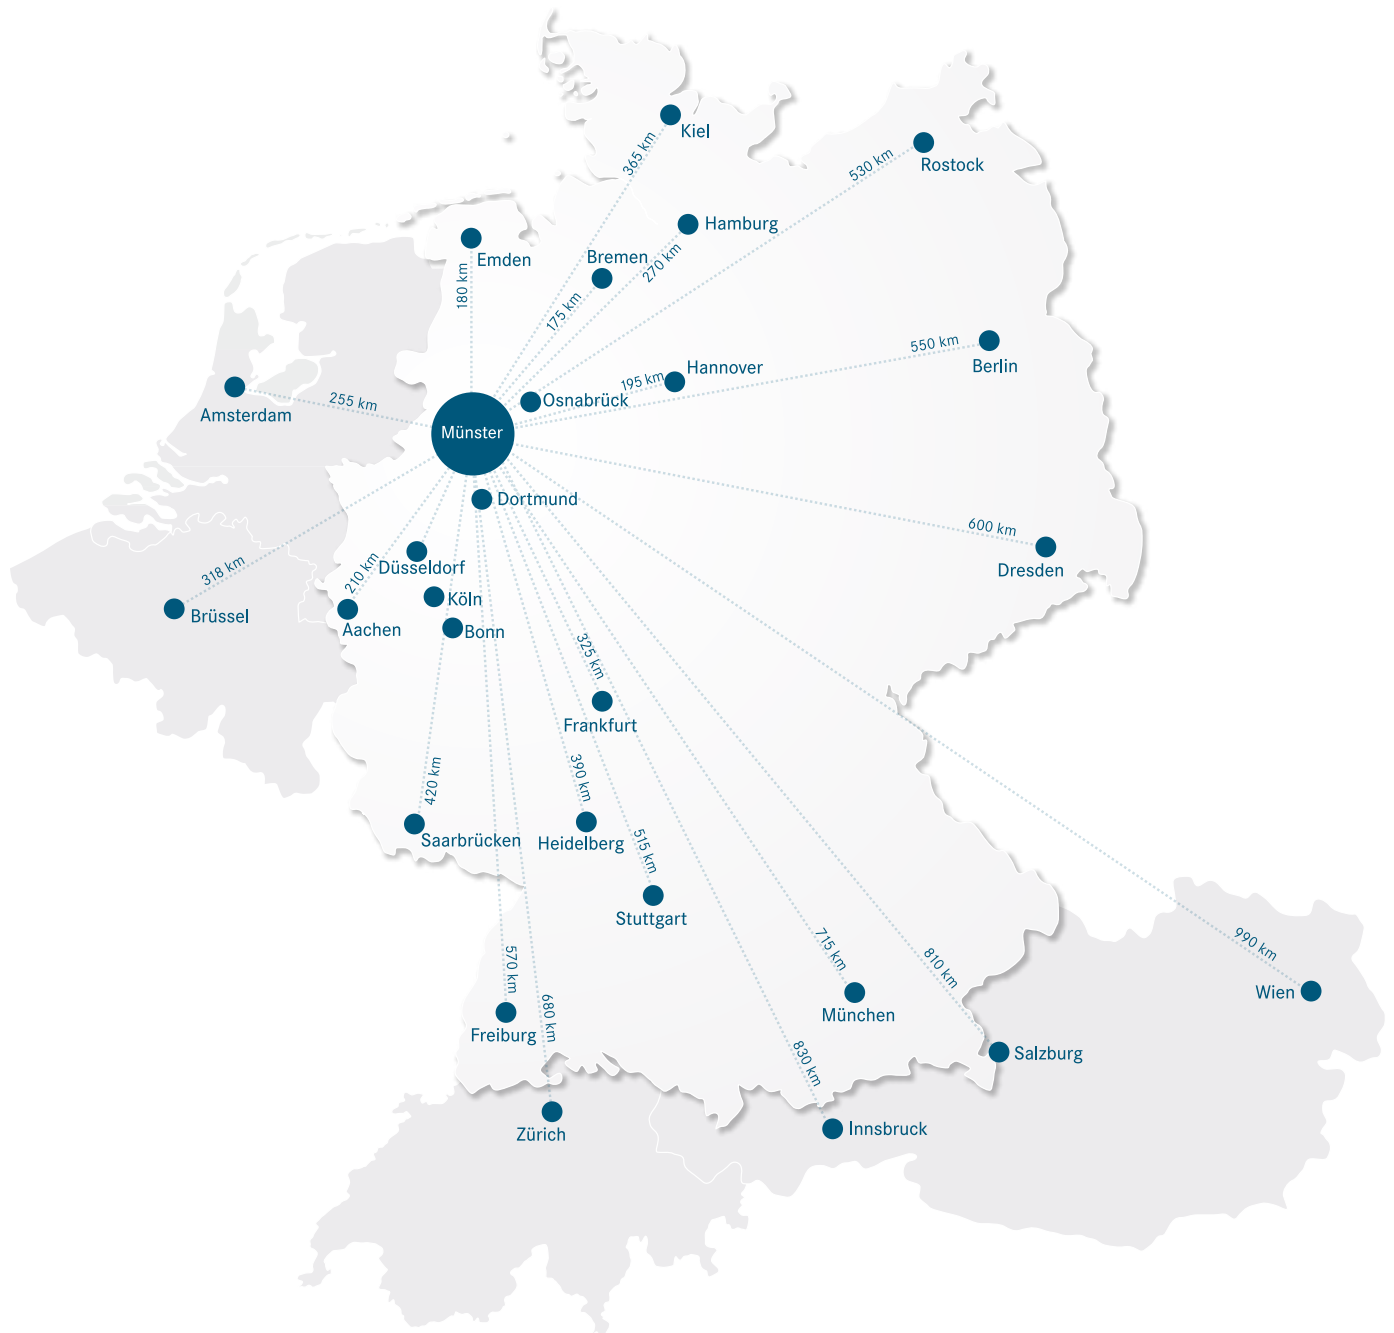 Kiel
365 km
Rostock
530 km
Hamburg
270 km
Emden
180 km
Bremen
175 km
Berlin
550 km
Hannover
195 km
Osnabrück
Amsterdam
255 km
Münster
Dortmund
Dresden
600 km
Düsseldorf
Brüssel
318 km
Aachen
210 km
Köln
Bonn
Frankfurt
325 km
Saarbrücken
420 km
Heidelberg
390 km
Stuttgart
515 km
Freiburg
570 km
Zürich
680 km
München
715 km
Salzburg
810 km
Wien
990 km
Innsbruck
830 km